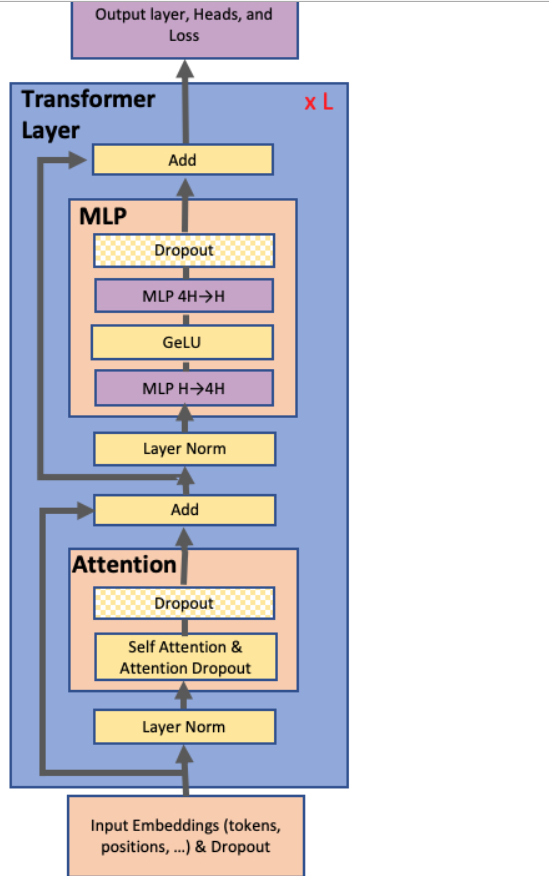 Output layer, Heads, and
Loss
Transformer
Layer
x L
Add
MLP
Dropout
MLP 4H→H
GeLU
MLP H→4H
Layer Norm
Add
Attention
Dropout
Self Attention &
Attention Dropout
Layer Norm
Input Embeddings (tokens,
positions, ...) & Dropout